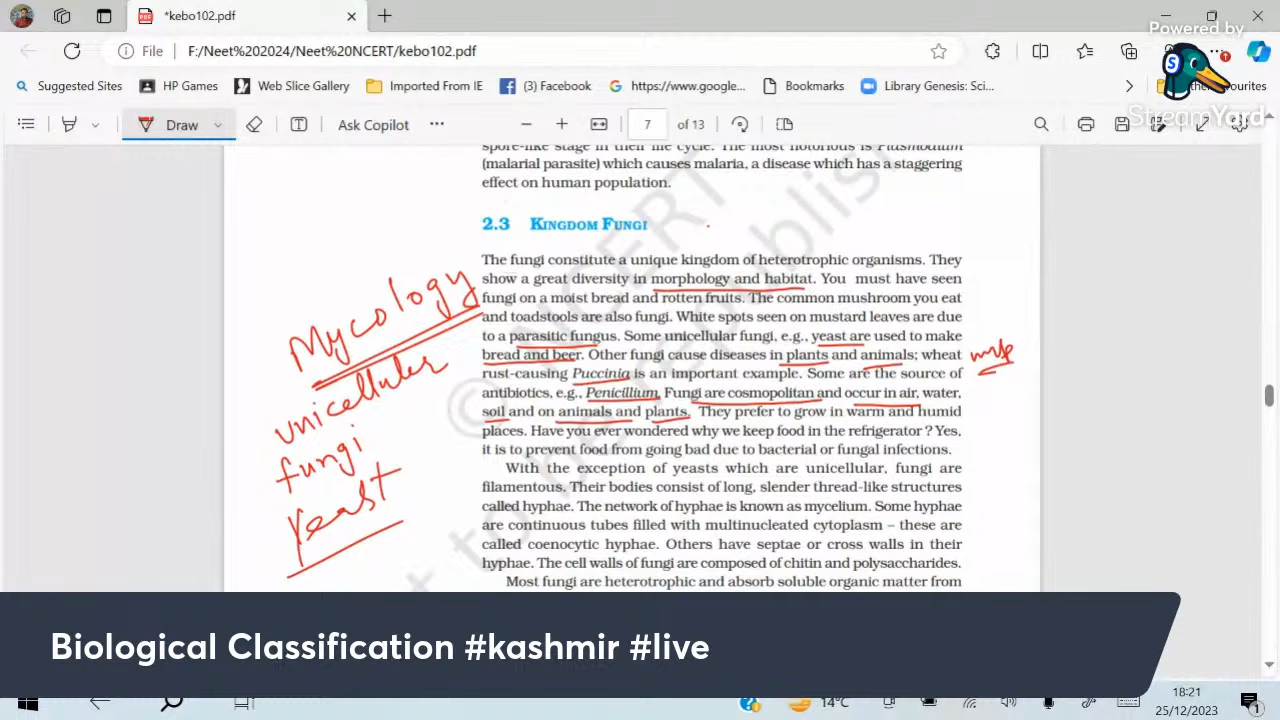 *kebo102.pdf
Powered by
File
F:/Neet%202024/Neet%20NCERT/kebo102.pdf
Suggested Sites
HP Games
Web Slice Gallery
Imported From IE
(3) Facebook
https://www.google...
Bookmarks
Library Genesis: Sci...
StreamYard
Draw
Ask Copilot
7 of 13
spore-like stage in their life cycle. The most notorious is Plasmodium
(malarial parasite) which causes malaria, a disease which has a staggering
effect on human population.
2.3 KINGDOM FUNGI
The fungi constitute a unique kingdom of heterotrophic organisms. They
show a great diversity in morphology and habitat. You must have seen
fungi on a moist bread and rotten fruits. The common mushroom you eat
and toadstools are also fungi. White spots seen on mustard leaves are due
to a parasitic fungus. Some unicellular fungi, e.g., yeast are used to make
bread and beer. Other fungi cause diseases in plants and animals; wheat
rust-causing Puccinia is an important example. Some are the source of
antibiotics, e.g., Penicillium. Fungi are cosmopolitan and occur in air, water,
soil and on animals and plants. They prefer to grow in warm and humid
places. Have you ever wondered why we keep food in the refrigerator ? Yes,
it is to prevent food from going bad due to bacterial or fungal infections.
With the exception of yeasts which are unicellular, fungi are
filamentous. Their bodies consist of long, slender thread-like structures
called hyphae. The network of hyphae is known as mycelium. Some hyphae
are continuous tubes filled with multinucleated cytoplasm – these are
called coenocytic hyphae. Others have septae or cross walls in their
hyphae. The cell walls of fungi are composed of chitin and polysaccharides.
Most fungi are heterotrophic and absorb soluble organic matter from
Mycology
unicellular
fungi
yeast
© NCERT
Biological Classification #kashmir #live
14°C
18:21
25/12/2023